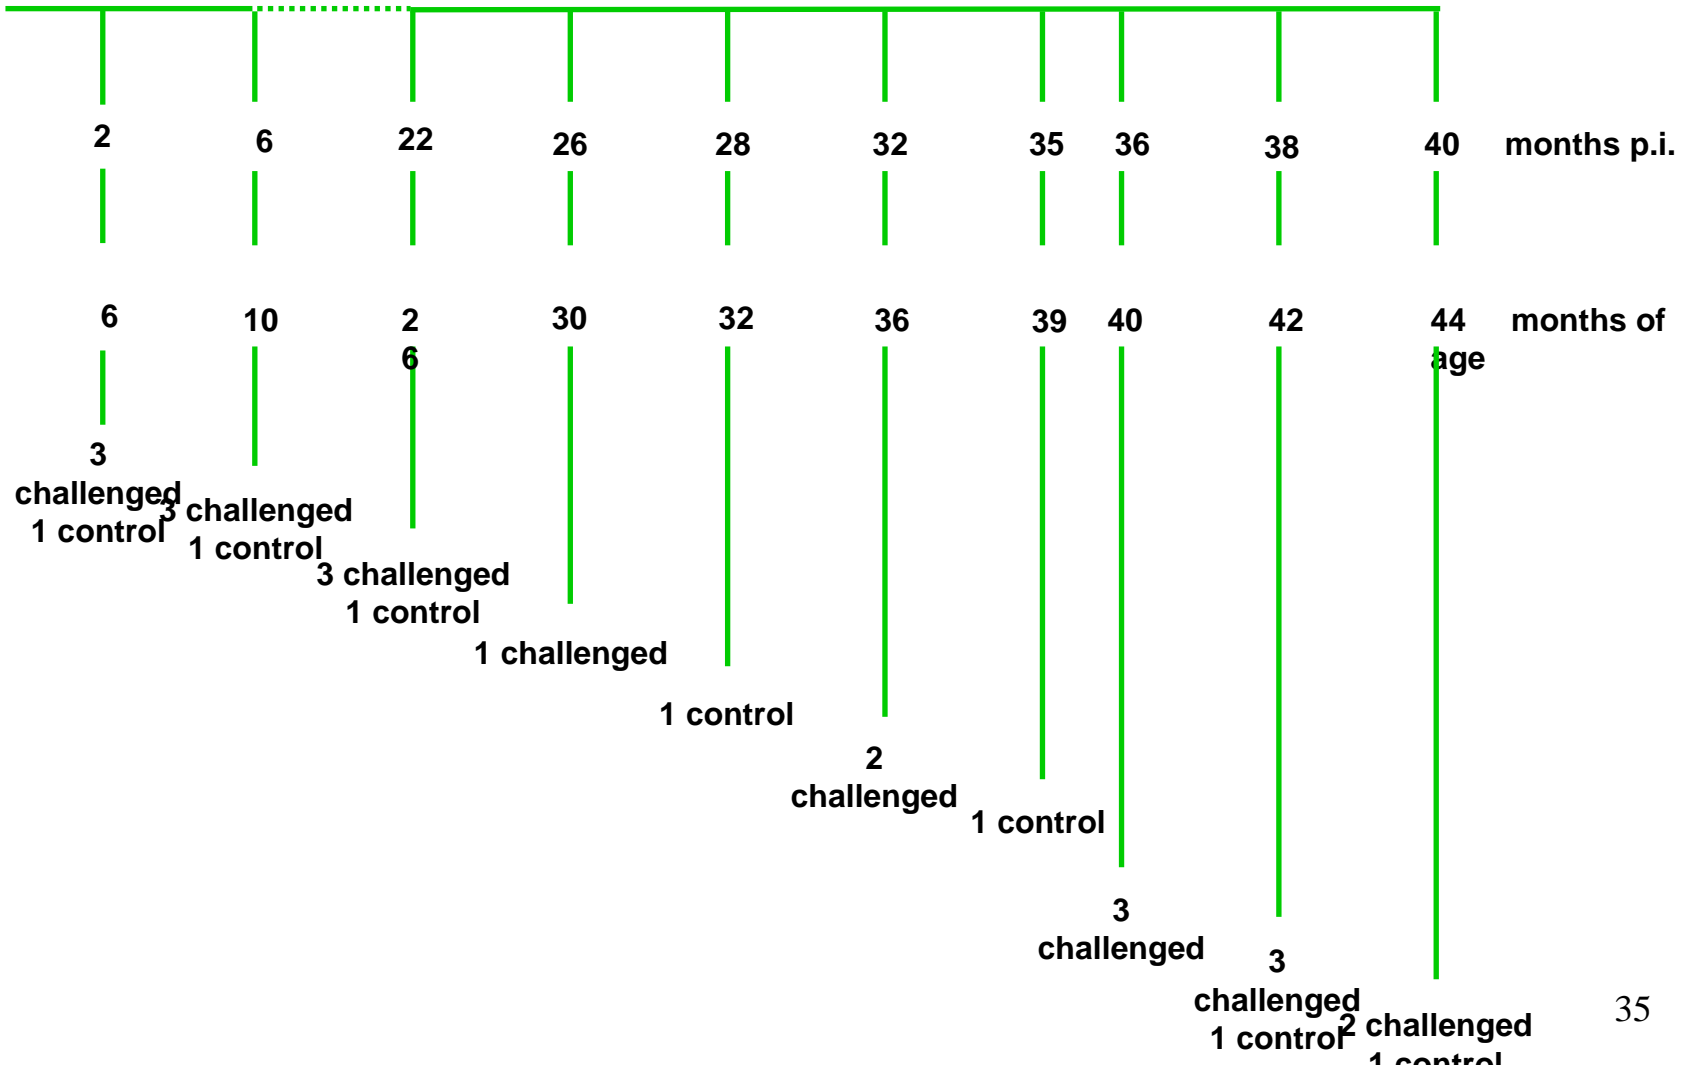 2 6 22 26 28 32 35 36 38 40 months p.i.
6 10 2 30 32 36 39 40 42 44 months of
6 age
3
challenged
1 control
3 challenged
1 control
3 challenged
1 control
1 challenged
1 control
2
challenged
1 control
3
challenged
3
challenged
1 control
2 challenged
1 control
35